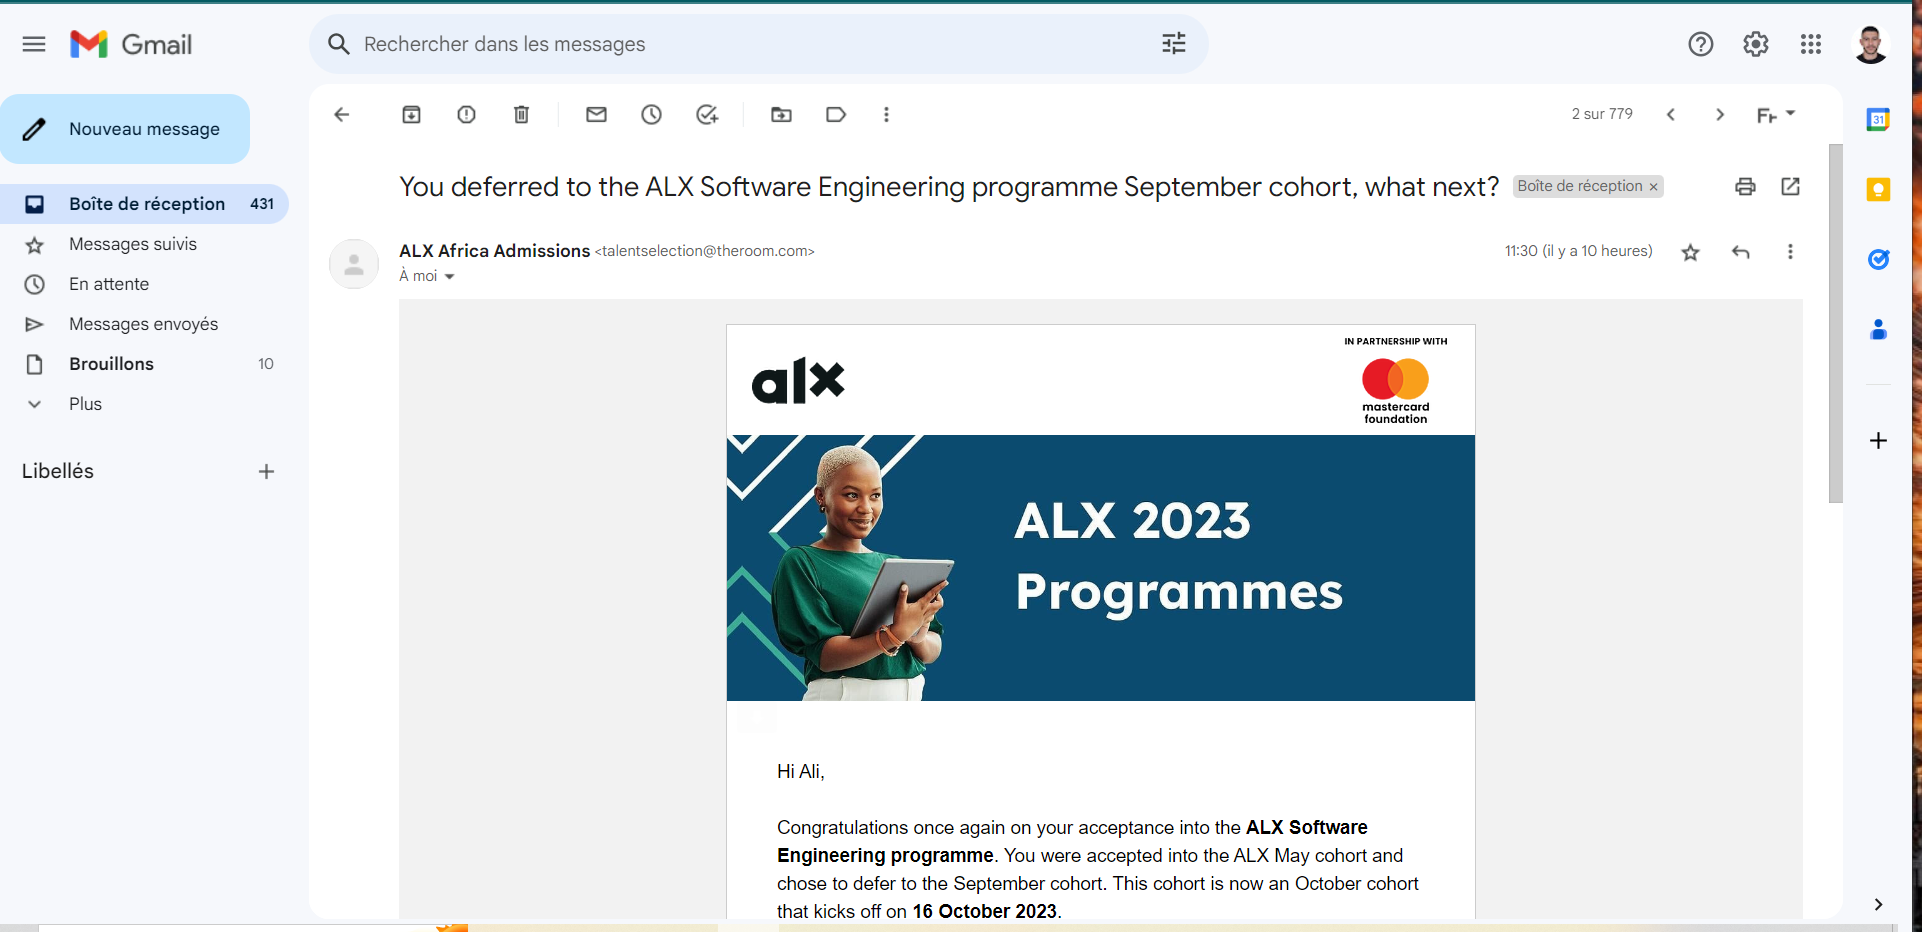 Gmail
Rechercher dans les messages
Nouveau message
Boîte de réception 431
Messages suivis
En attente
Messages envoyés
Brouillons 10
Plus
Libellés
2 sur 779
Fr
You deferred to the ALX Software Engineering programme September cohort, what next?
Boîte de réception ×
ALX Africa Admissions <talentselection@theroom.com>
11:30 (il y a 10 heures)
À moi
alx
IN PARTNERSHIP WITH
mastercard
foundation
ALX 2023
Programmes
Hi Ali,
Congratulations once again on your acceptance into the ALX Software
Engineering programme. You were accepted into the ALX May cohort and
chose to defer to the September cohort. This cohort is now an October cohort
that kicks off on 16 October 2023.
31